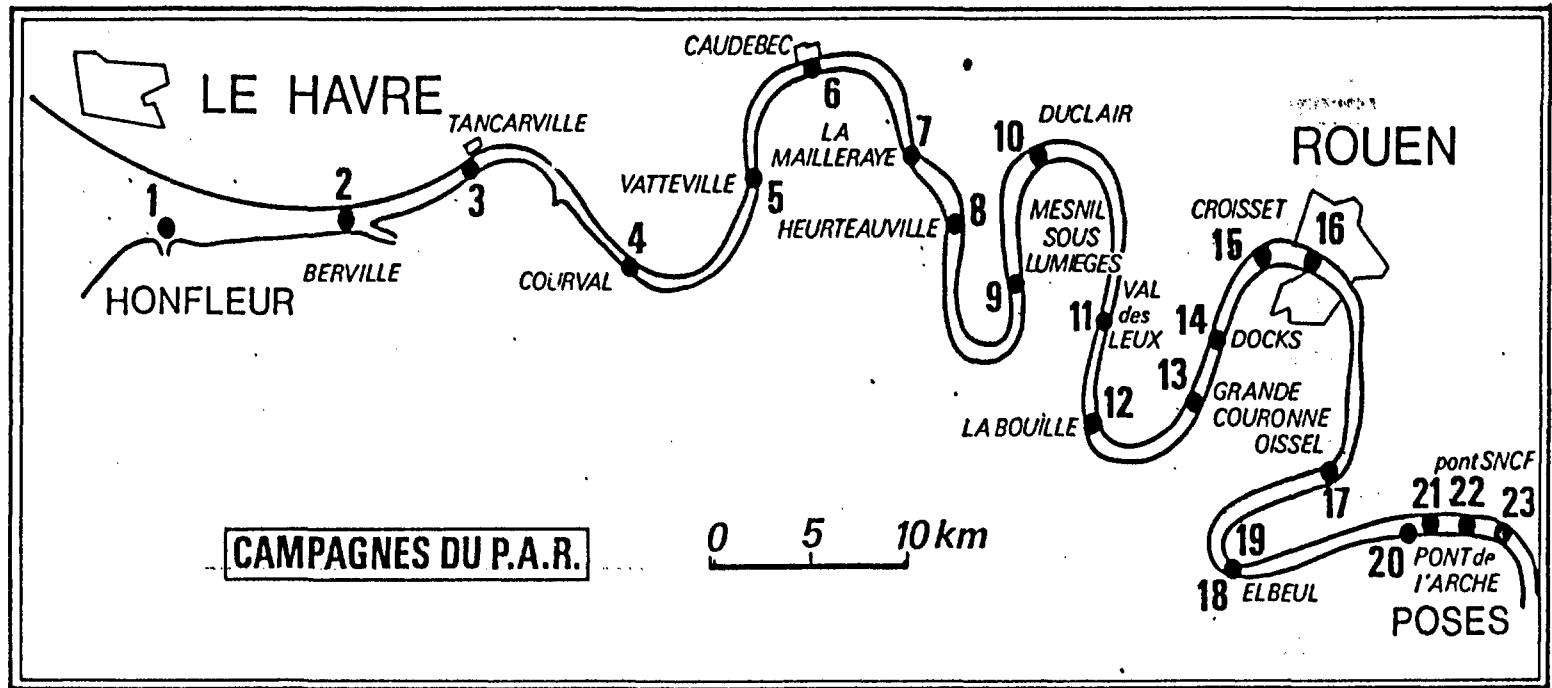 LE HAVRE
TANCARVILLE
CAUDEBEC
6
LA
MAILLERAYE
7
DUCLAIR
10
ROUEN
1
2
3
BERVILLE
HONFLEUR
VATTEVILLE
5
4
COURVAL
HEURTEAUVILLE
8
MESNIL
SOUS
LUMIEGES
9
CROISSET
15
16
11
VAL
des
LEUX
14
DOCKS
13
GRANDE
COURONNE
OISSEL
12
LA BOUÌLLE
17
pont SNCF
21
22
23
19
18
ELBEUL
20
PONT de
l'ARCHE
POSES
CAMPAGNES DU P.A.R.
0
5
10 km